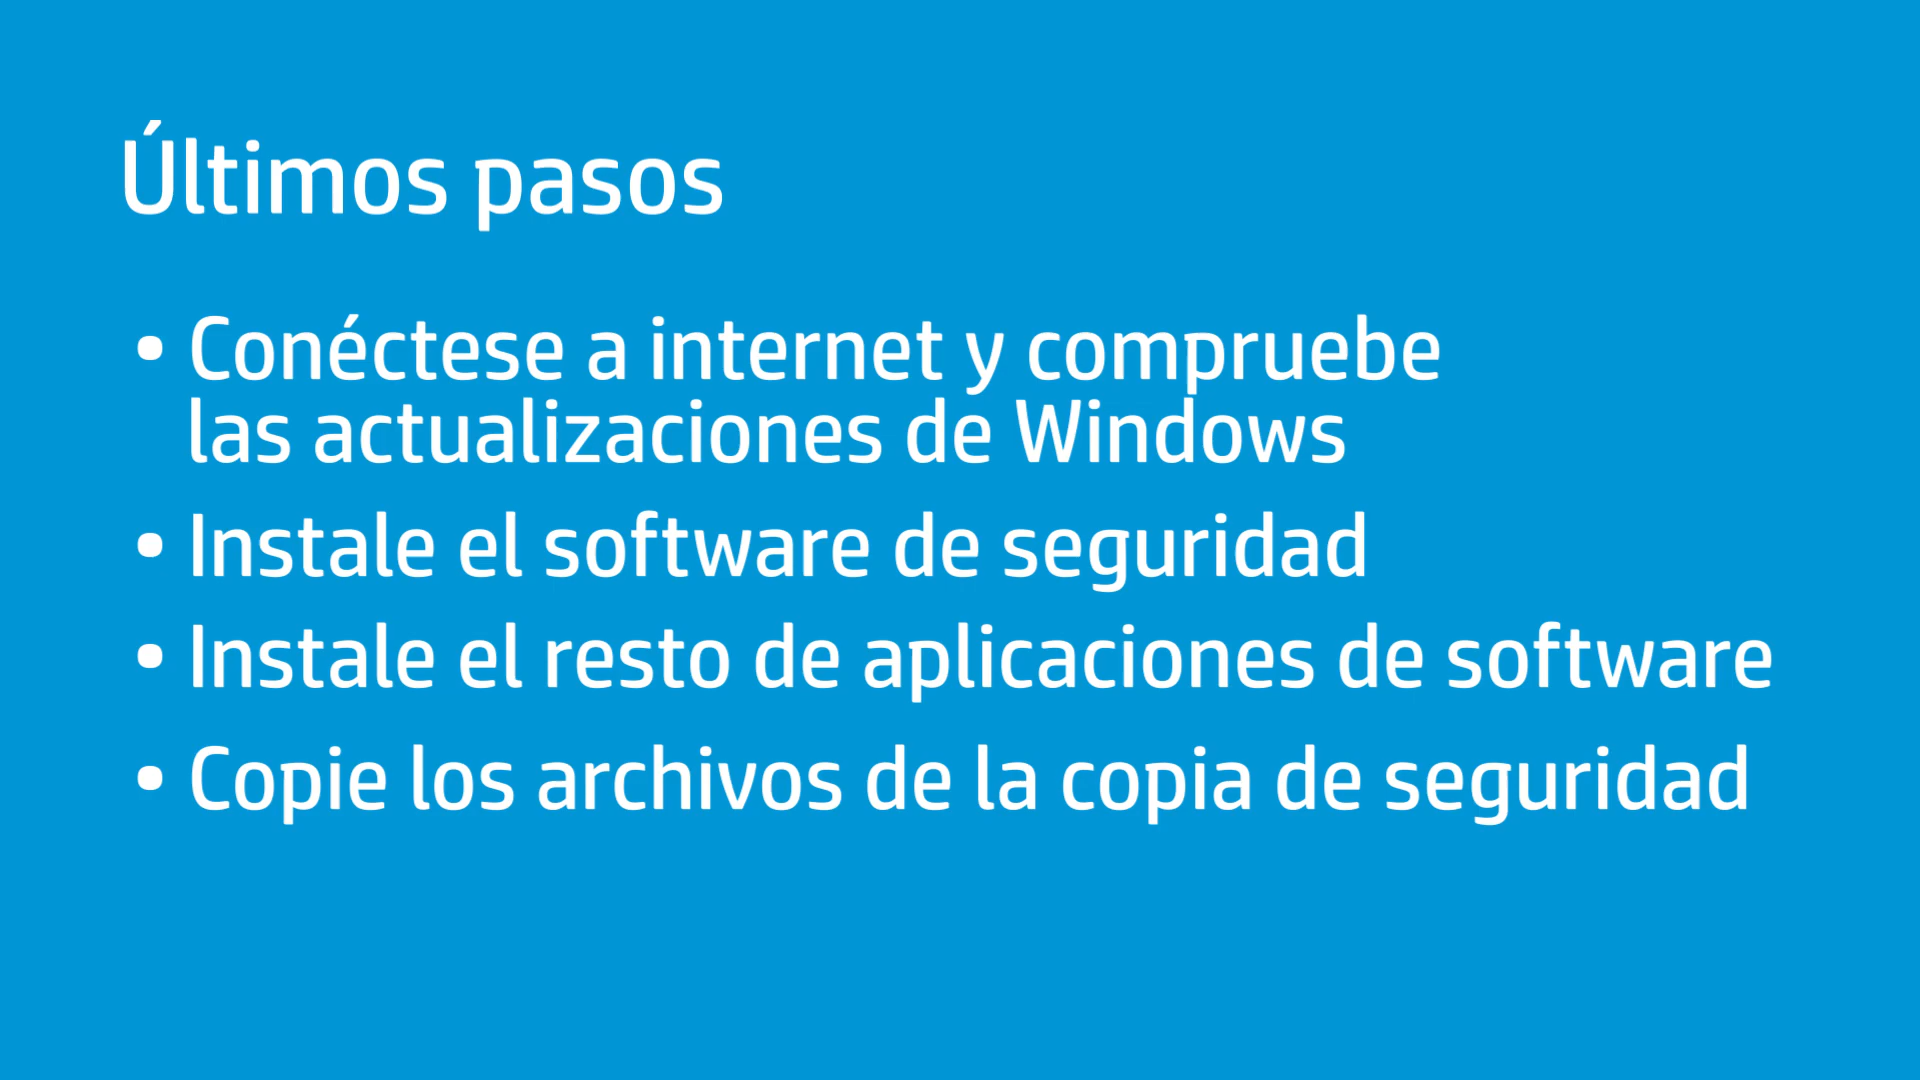 Últimos pasos
• Conéctese a internet y compruebe
las actualizaciones de Windows
• Instale el software de seguridad
• Instale el resto de aplicaciones de software
• Copie los archivos de la copia de seguridad